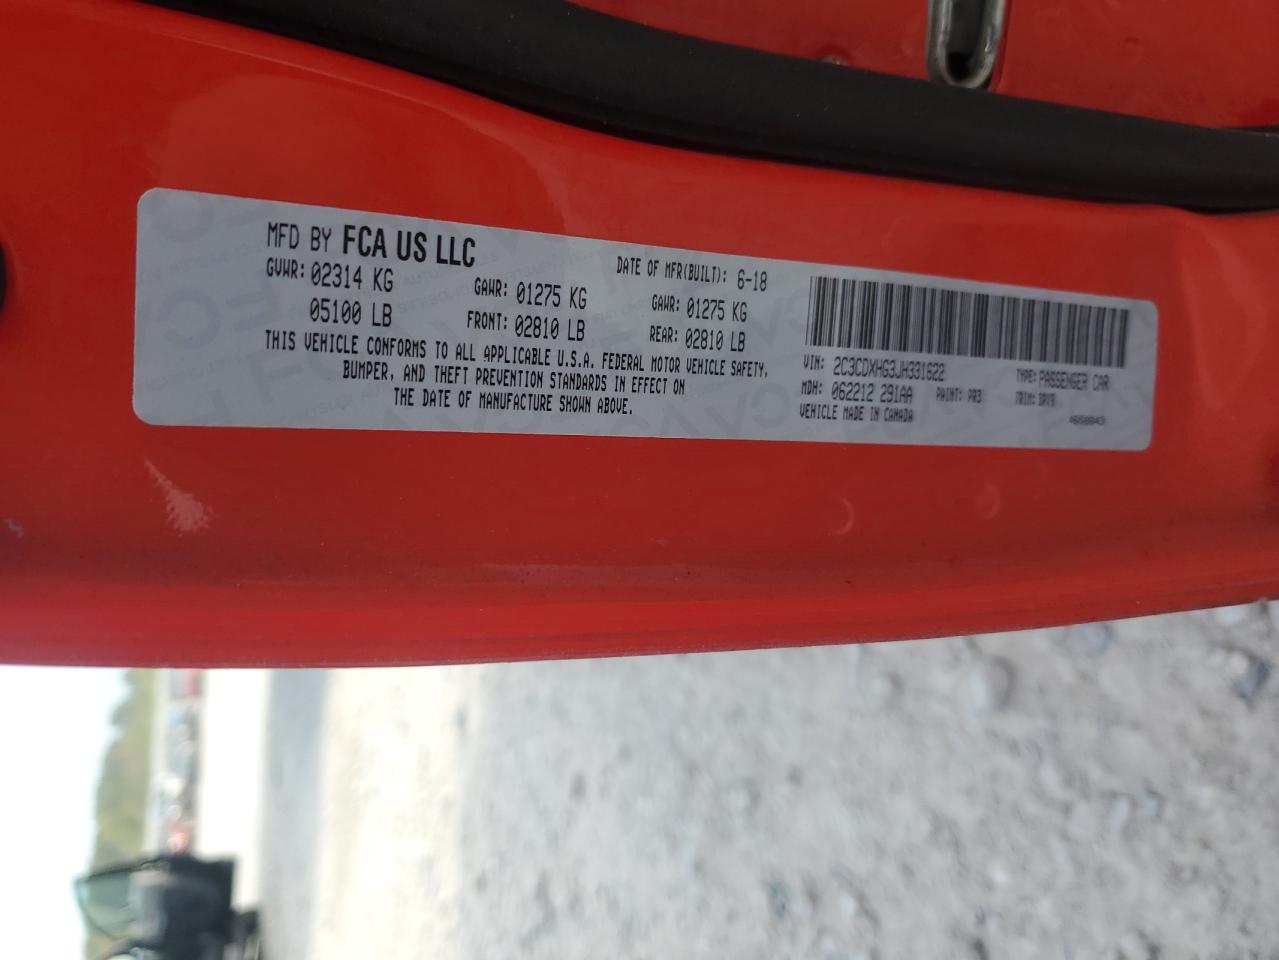 MFD BY FCA US LLC
DATE OF MFR(BUILT): 6-18
GVWR: 02314 KG
GAWR: 01275 KG
GAWR: 01275 KG
05100 LB
FRONT: 02810 LB
REAR: 02810 LB
THIS VEHICLE CONFORMS TO ALL APPLICABLE U.S.A. FEDERAL MOTOR VEHICLE SAFETY,
BUMPER, AND THEFT PREVENTION STANDARDS IN EFFECT ON
THE DATE OF MANUFACTURE SHOWN ABOVE.
VIN: 2C3CDXHG3JH331622
TYPE: PASSENGER CAR
MDH: 062212 291AA
PAINT: PR3
TRIM:
VEHICLE MADE IN CANADA